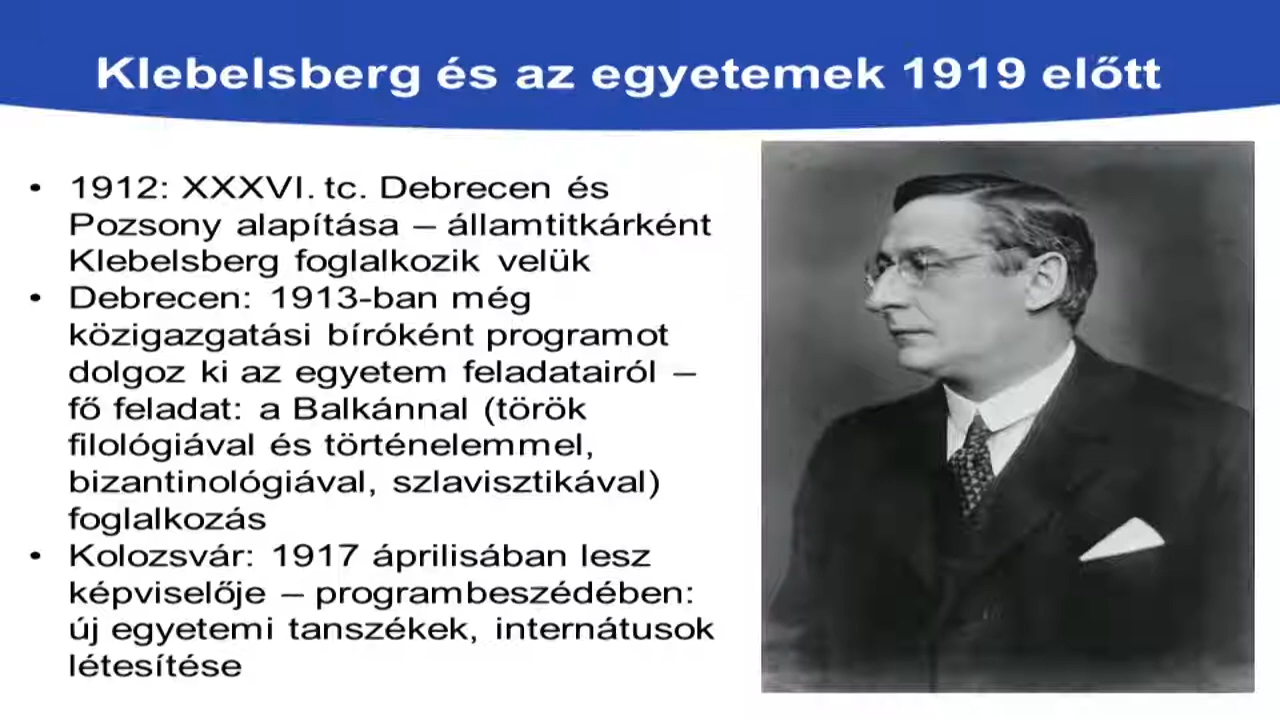 Klebelsberg és az egyetemek 1919 előtt
• 1912: XXXVI. tc. Debrecen és
Pozsony alapítása – államtitkárként
Klebelsberg foglalkozik velük
• Debrecen: 1913-ban még
közigazgatási bíróként programot
dolgoz ki az egyetem feladatairól –
fő feladat: a Balkánnal (török
filológiával és történelemmel,
bizantinológiával, szlavisztikával)
foglalkozás
• Kolozsvár: 1917 áprilisában lesz
képviselője – programbeszédében:
új egyetemi tanszékek, internátusok
létesítése